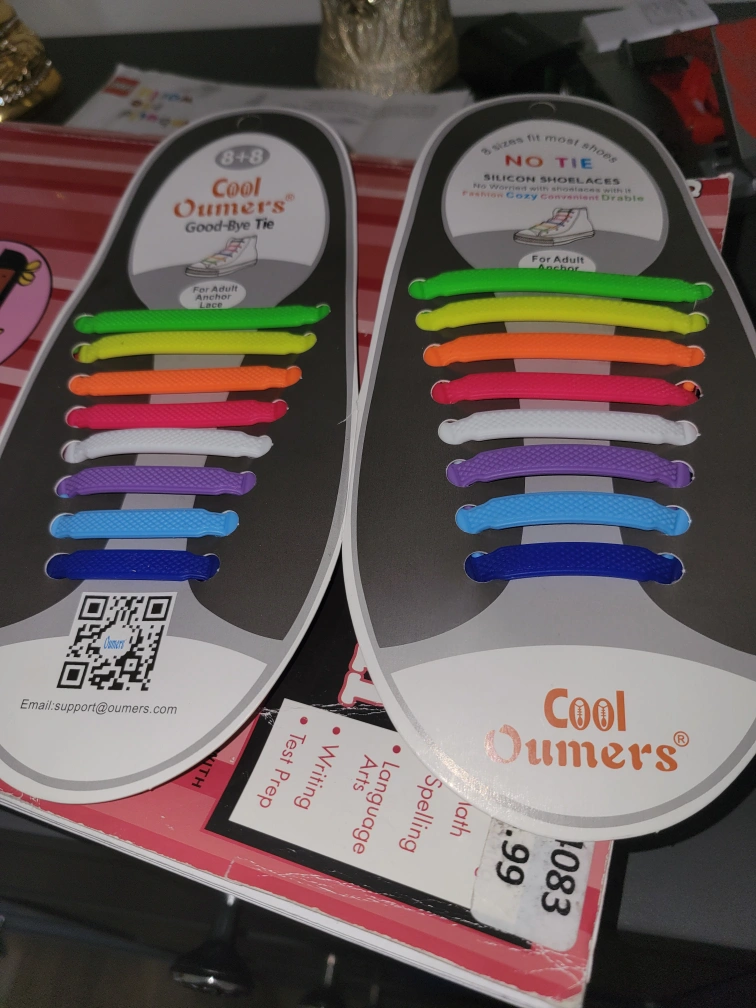 8+8
Cool
Oumers®
Good-Bye Tie
For Adult
Anchor
Lace
Oumers
Email:support@oumers.com
8 sizes fit most shoes
NO TIE
SILICON SHOELACES
No Worried with shoelaces with it
Fashion Cozy Convenient Drable
For Adult
Anchor
Cool
Oumers®
Spelling
• Language
Arts
• Writing
• Test Prep
.99